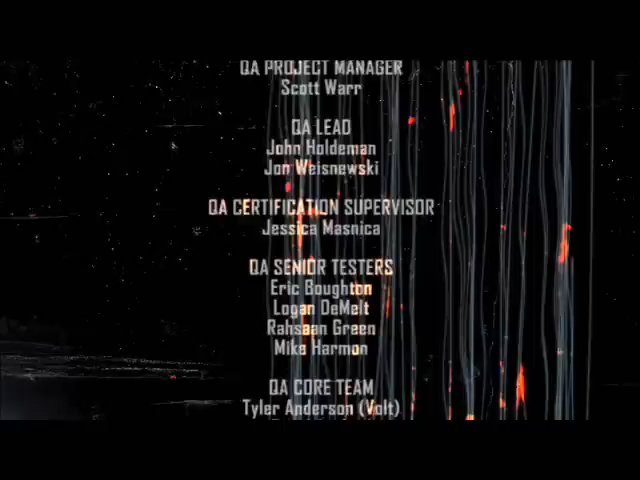 QA PROJECT MANAGER
Scott Warr
QA LEAD
John Holdeman
Jon Weisnewski
QA CERTIFICATION SUPERVISOR
Jessica Masnica
QA SENIOR TESTERS
Eric Boughton
Logan DeMelt
Rahsaan Green
Mike Harmon
QA CORE TEAM
Tyler Anderson (Volt)